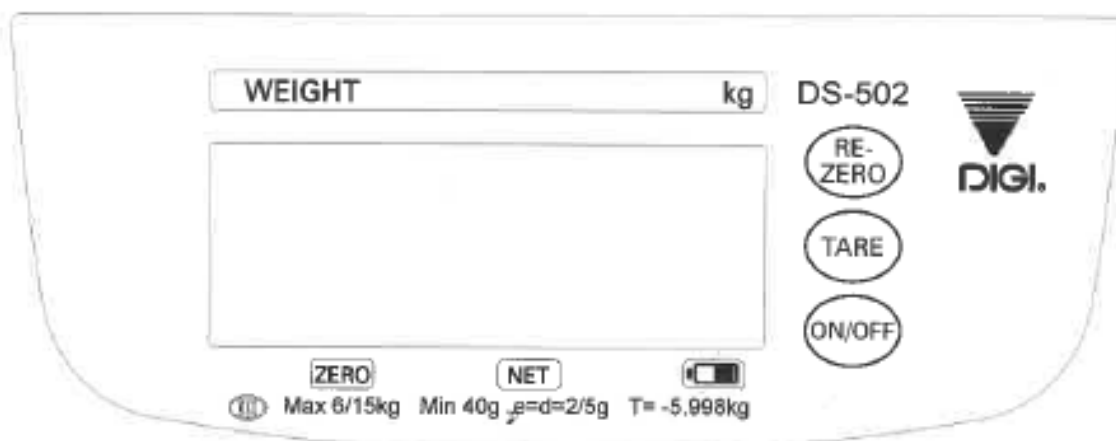 WEIGHT kg
DS-502
RE-
ZERO
DIGI.
TARE
ON/OFF
ZERO NET
Max 6/15kg Min 40g e=d=2/5g T= -5,998kg